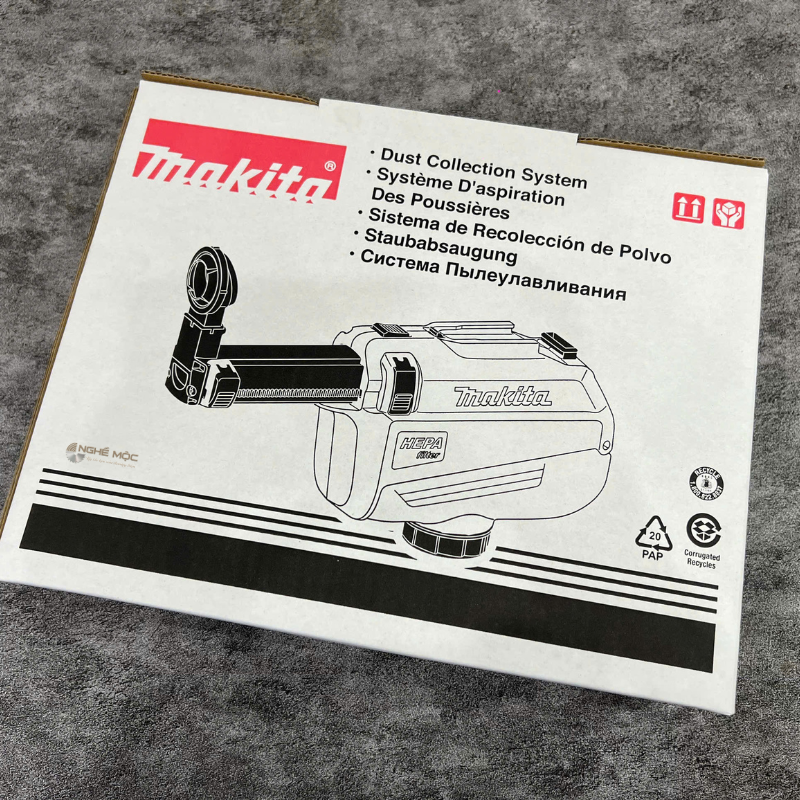 makita®
· Dust Collection System
· Système D'aspiration
Des Poussières
· Sistema de Recolección de Polvo
· Staubabsaugung
· Система Пылеулавливания
makita
HEPA
filter
NGHÉ MỘC
RECYCLE
20
PAP
Corrugated
Recycles